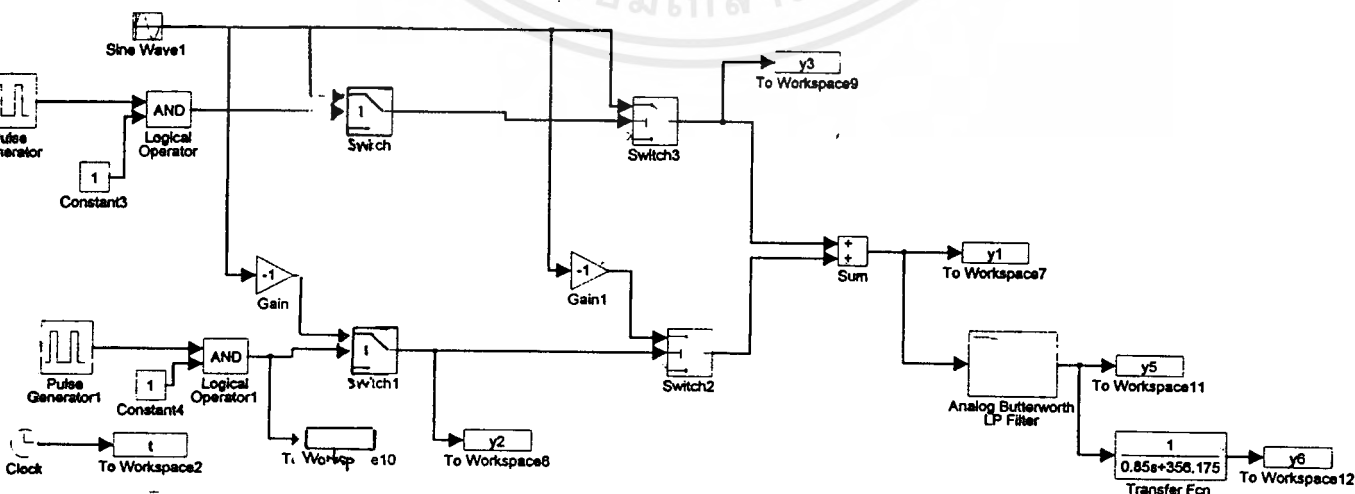 Sine Wave1
y3
To Workspace9
AND
Logical
Operator
1
Switch
Switch3
1
Constant3
-1
Gain
-1
Gain1
+
+
Sum
y1
To Workspace7
Pulse
Generator1
AND
Logical
Operator1
1
Constant4
Switch1
Switch2
Analog Butterworth
LP Filter
y5
To Workspace11
Clock
t
To Workspace2
y2
To Workspace6
1
0.85s+356.175
Transfer Fcn
y6
To Workspace12